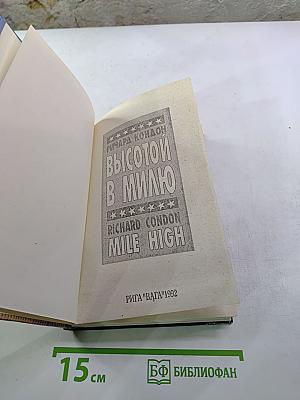 РИЧАРД КОНДОН
ВЫСОТОЙ
В МИЛЮ
RICHARD CONDON
MILE HIGH
РИГА "ВАГА" 1992
15 см
БФ БИБЛИОФАН